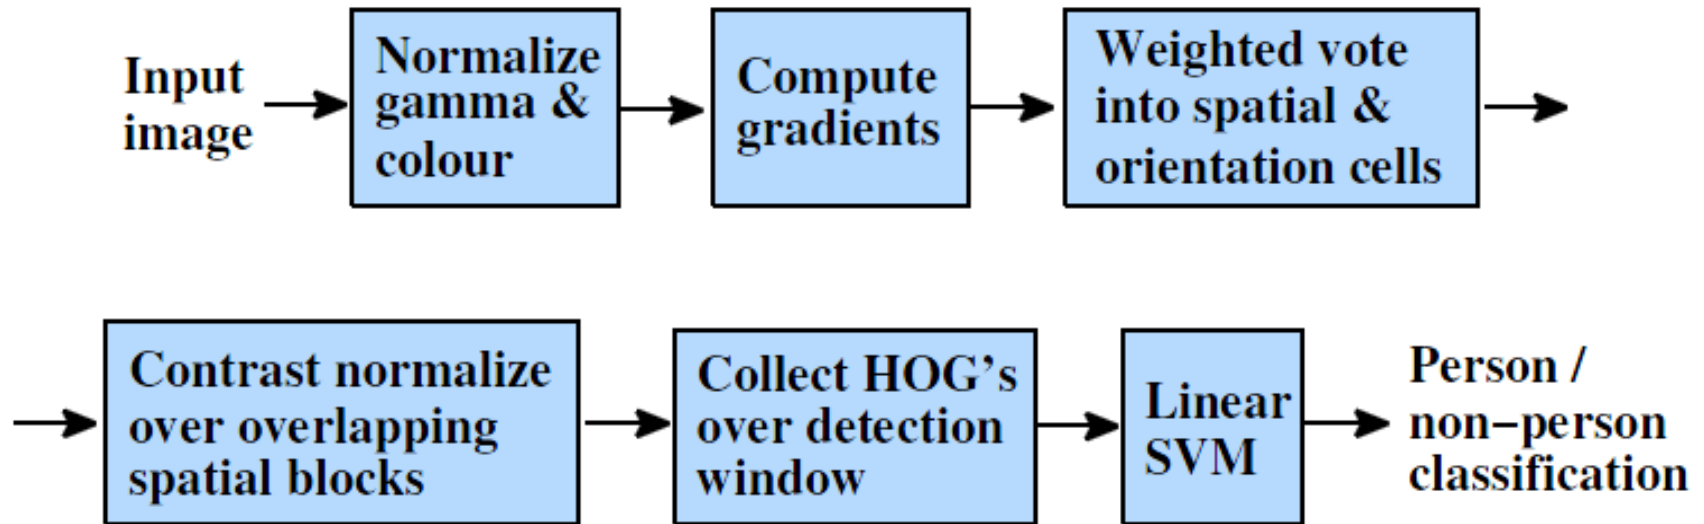 Input
image
Normalize
gamma &
colour
Compute
gradients
Weighted vote
into spatial &
orientation cells
Contrast normalize
over overlapping
spatial blocks
Collect HOG's
over detection
window
Linear
SVM
Person /
non−person
classification